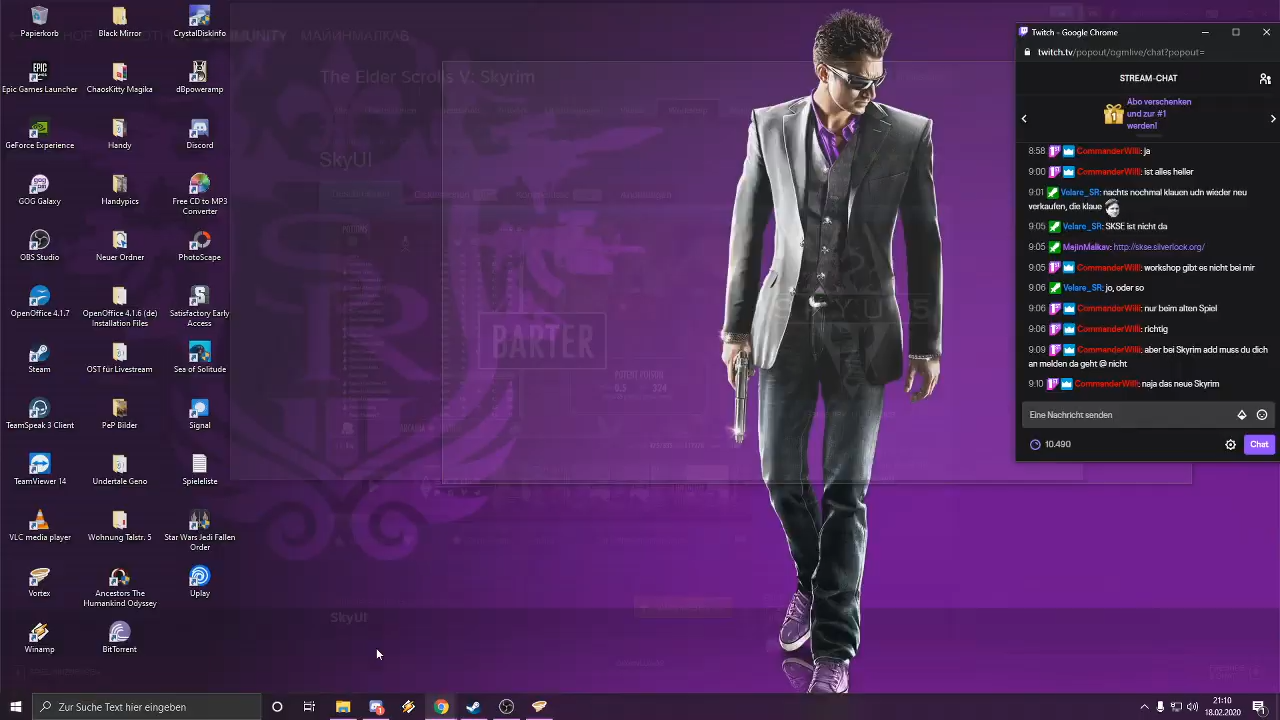 Papierkorb
Black Mirror
CrystalDiskInfo
Epic Games Launcher
ChaosKitty Magika
dBpoweramp
GeForce Experience
Handy
Discord
GOG Galaxy
Handypics
Free CD to MP3
Converter
OBS Studio
Neuer Ordner
PhotoScape
OpenOffice 4.1.7
OpenOffice 4.1.6 (de)
Installation Files
Satisfactory Early
Access
Steam
OST für Livestream
Sea of Solitude
TeamSpeak 3 Client
PeP Bilder
Signal
TeamViewer 14
Undertale Geno
Spieleliste
VLC media player
Wohnung Talstr. 5
Star Wars Jedi Fallen
Order
Vortex
Ancestors The
Humankind Odyssey
Uplay
Winamp
BitTorrent
The Elder Scrolls V: Skyrim
SkyUI
BARTER
SkyUI
Twitch - Google Chrome
twitch.tv/popout/ogmlive/chat?popout=
STREAM-CHAT
Abo verschenken
und zur #1
werden!
8:58 CommanderWilli: ja
9:00 CommanderWilli: ist alles heller
9:01 Velare_SR: nachts nochmal klauen udn wieder neu
verkaufen, die klaue
9:05 Velare_SR: SKSE ist nicht da
9:05 MajinMalkav: http://skse.silverlock.org/
9:05 CommanderWilli: workshop gibt es nicht bei mir
9:06 Velare_SR: jo, oder so
9:06 CommanderWilli: nur beim alten Spiel
9:06 CommanderWilli: richtig
9:09 CommanderWilli: aber bei Skyrim add muss du dich
an melden da geht @ nicht
9:10 CommanderWilli: naja das neue Skyrim
Eine Nachricht senden
10.490
Chat
Zur Suche Text hier eingeben
21:10
18.02.2020